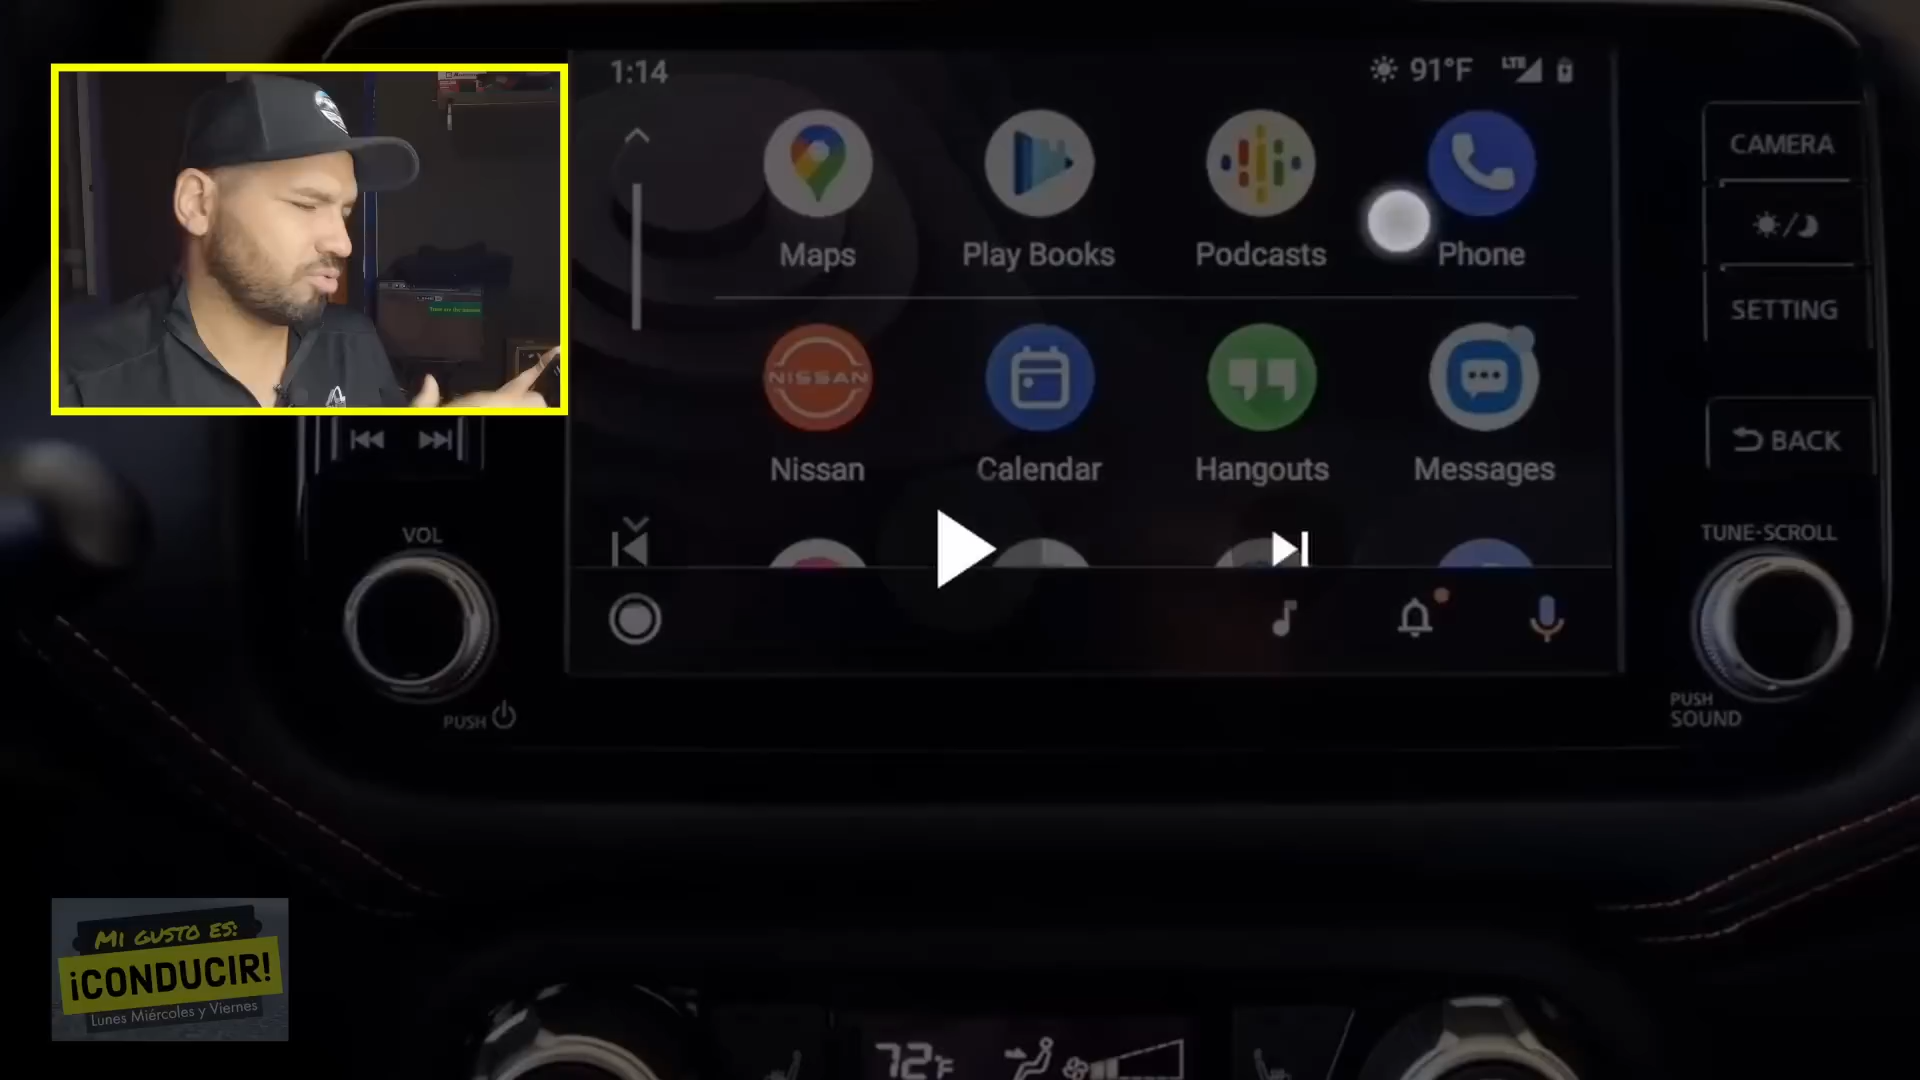 1:14
91°F
LTE
Maps
Play Books
Podcasts
Phone
NISSAN
Nissan
Calendar
Hangouts
Messages
CAMERA
SETTING
BACK
VOL
PUSH
TUNE-SCROLL
PUSH
SOUND
72°F
MI GUSTO ES:
¡CONDUCIR!
Lunes Miércoles y Viernes